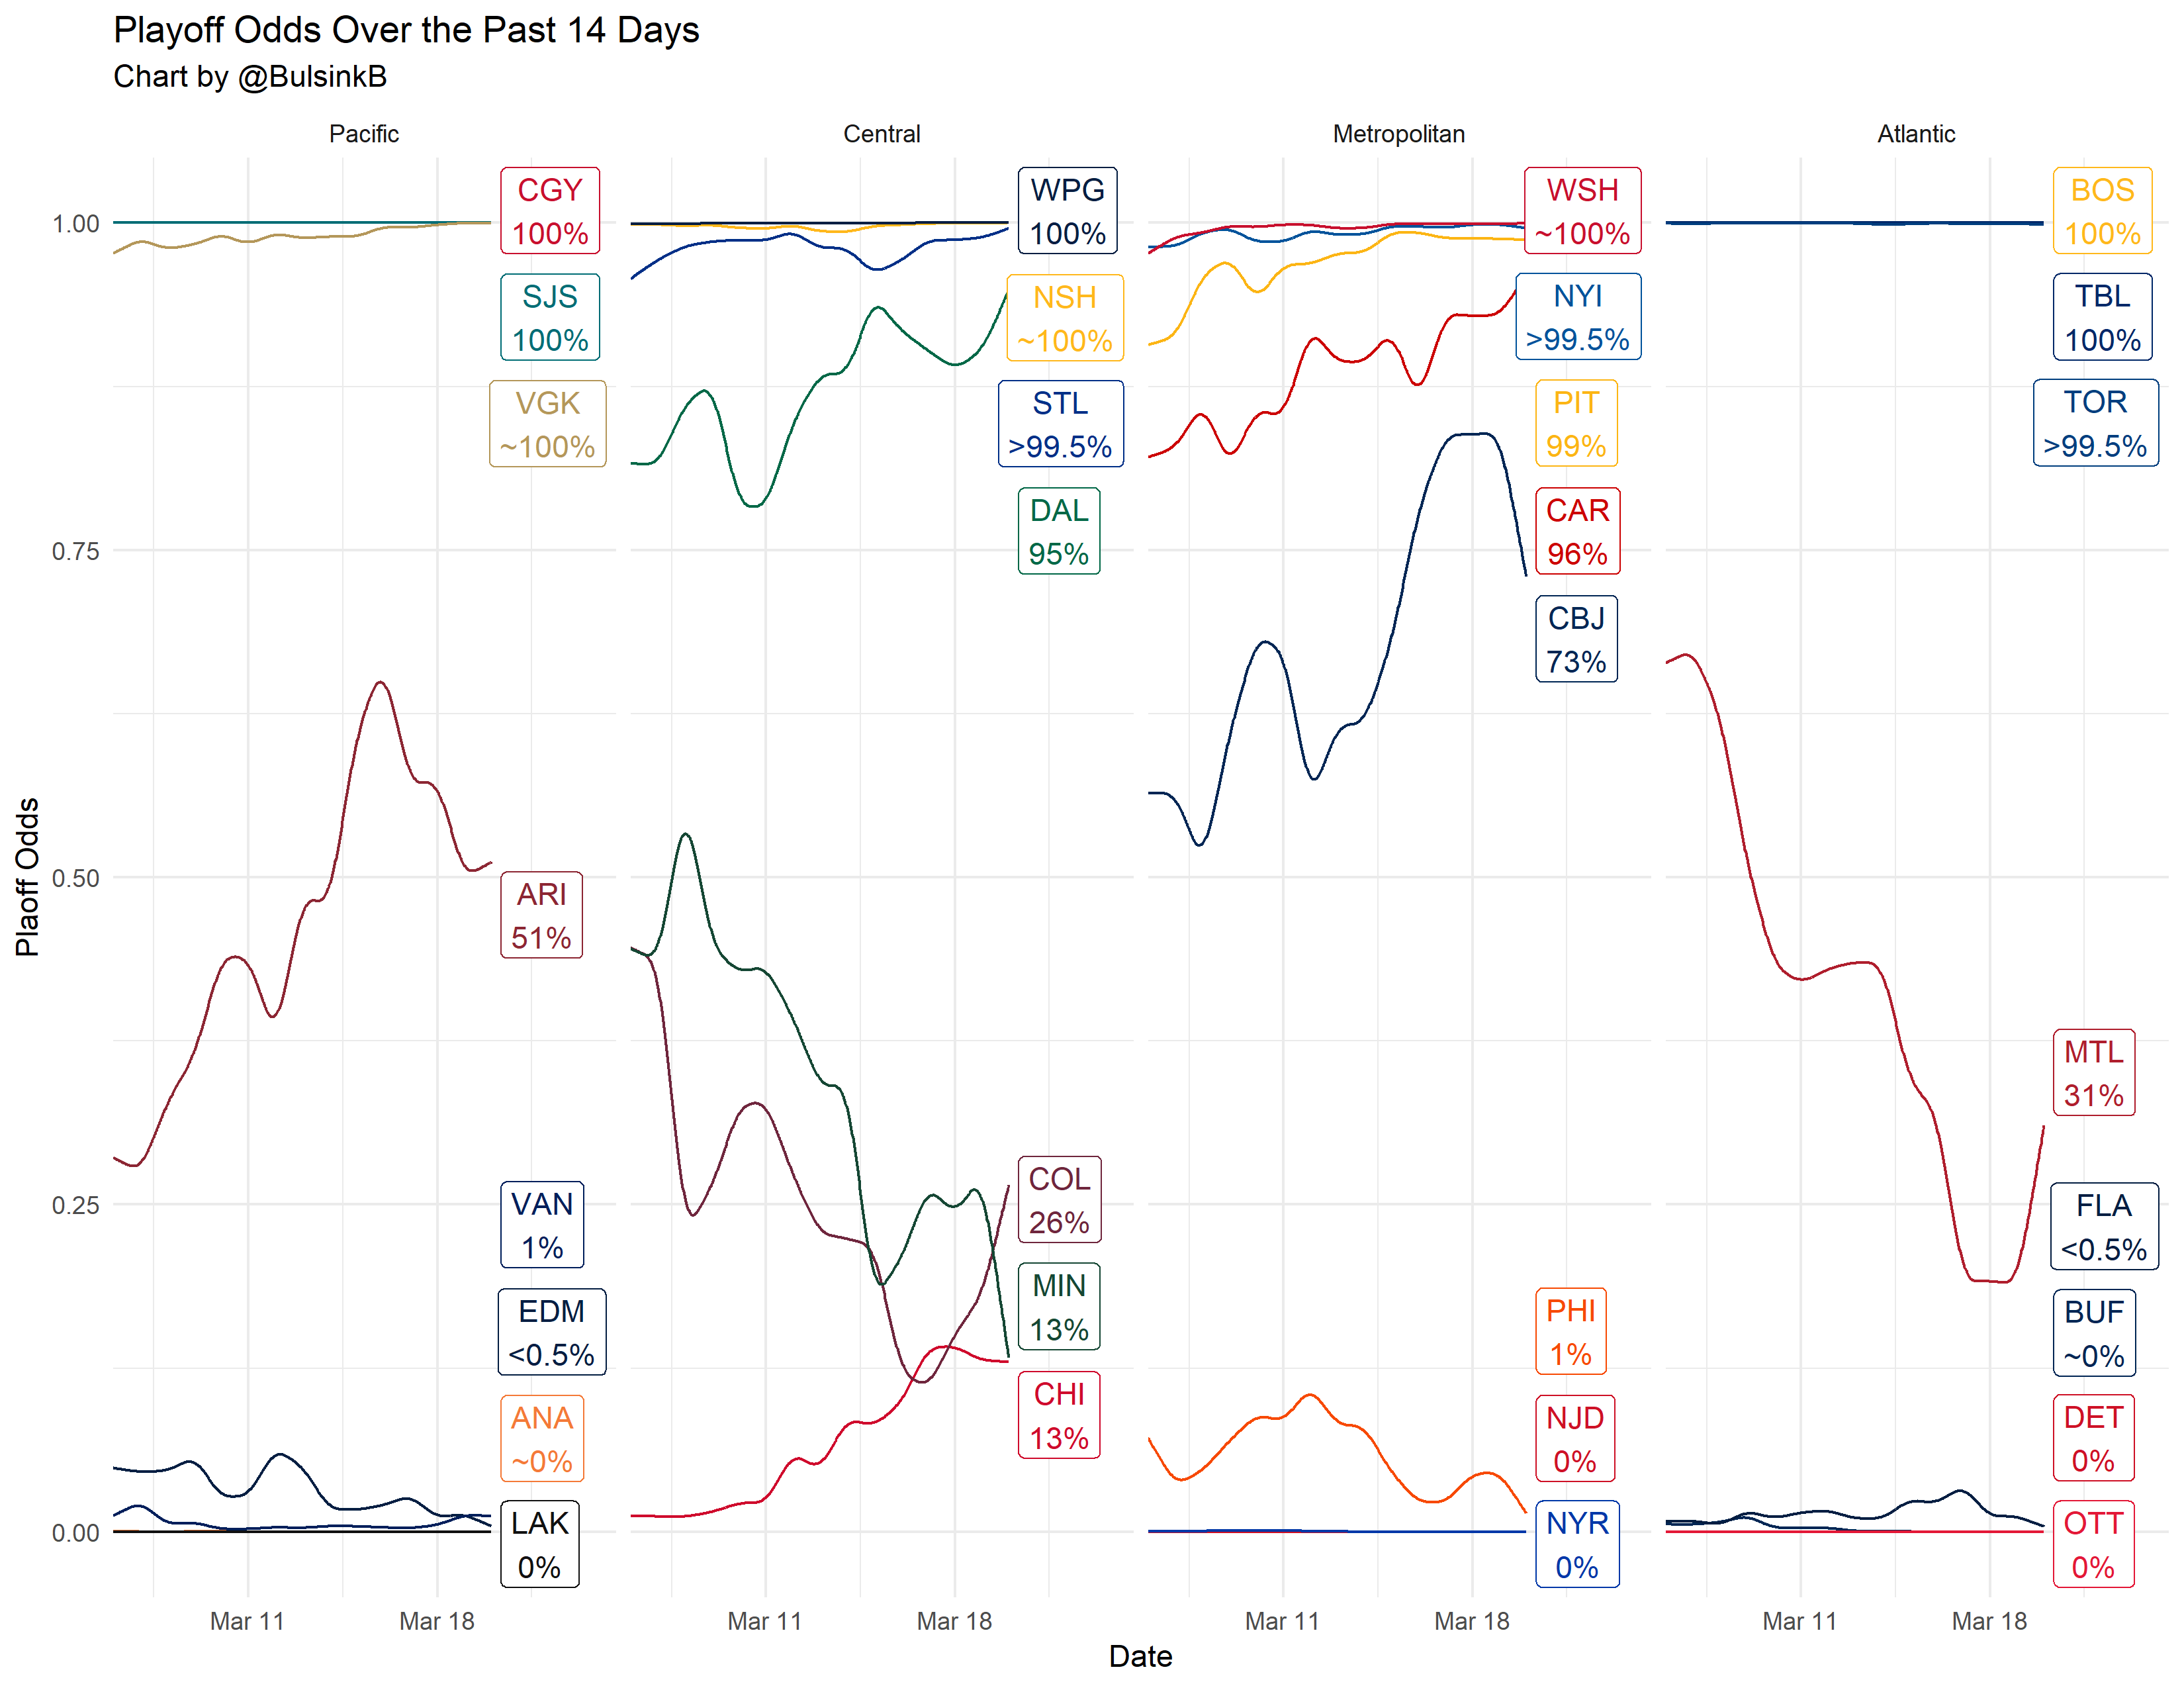 Playoff Odds Over the Past 14 Days
Chart by @BulsinkB
Pacific
Central
Metropolitan
Atlantic
Plaoff Odds
1.00
0.75
0.50
0.25
0.00
CGY
100%
SJS
100%
VGK
~100%
ARI
51%
VAN
1%
EDM
<0.5%
ANA
~0%
LAK
0%
WPG
100%
NSH
~100%
STL
>99.5%
DAL
95%
COL
26%
MIN
13%
CHI
13%
WSH
~100%
NYI
>99.5%
PIT
99%
CAR
96%
CBJ
73%
PHI
1%
NJD
0%
NYR
0%
BOS
100%
TBL
100%
TOR
>99.5%
MTL
31%
FLA
<0.5%
BUF
~0%
DET
0%
OTT
0%
Mar 11
Mar 18
Mar 11
Mar 18
Mar 11
Mar 18
Mar 11
Mar 18
Date